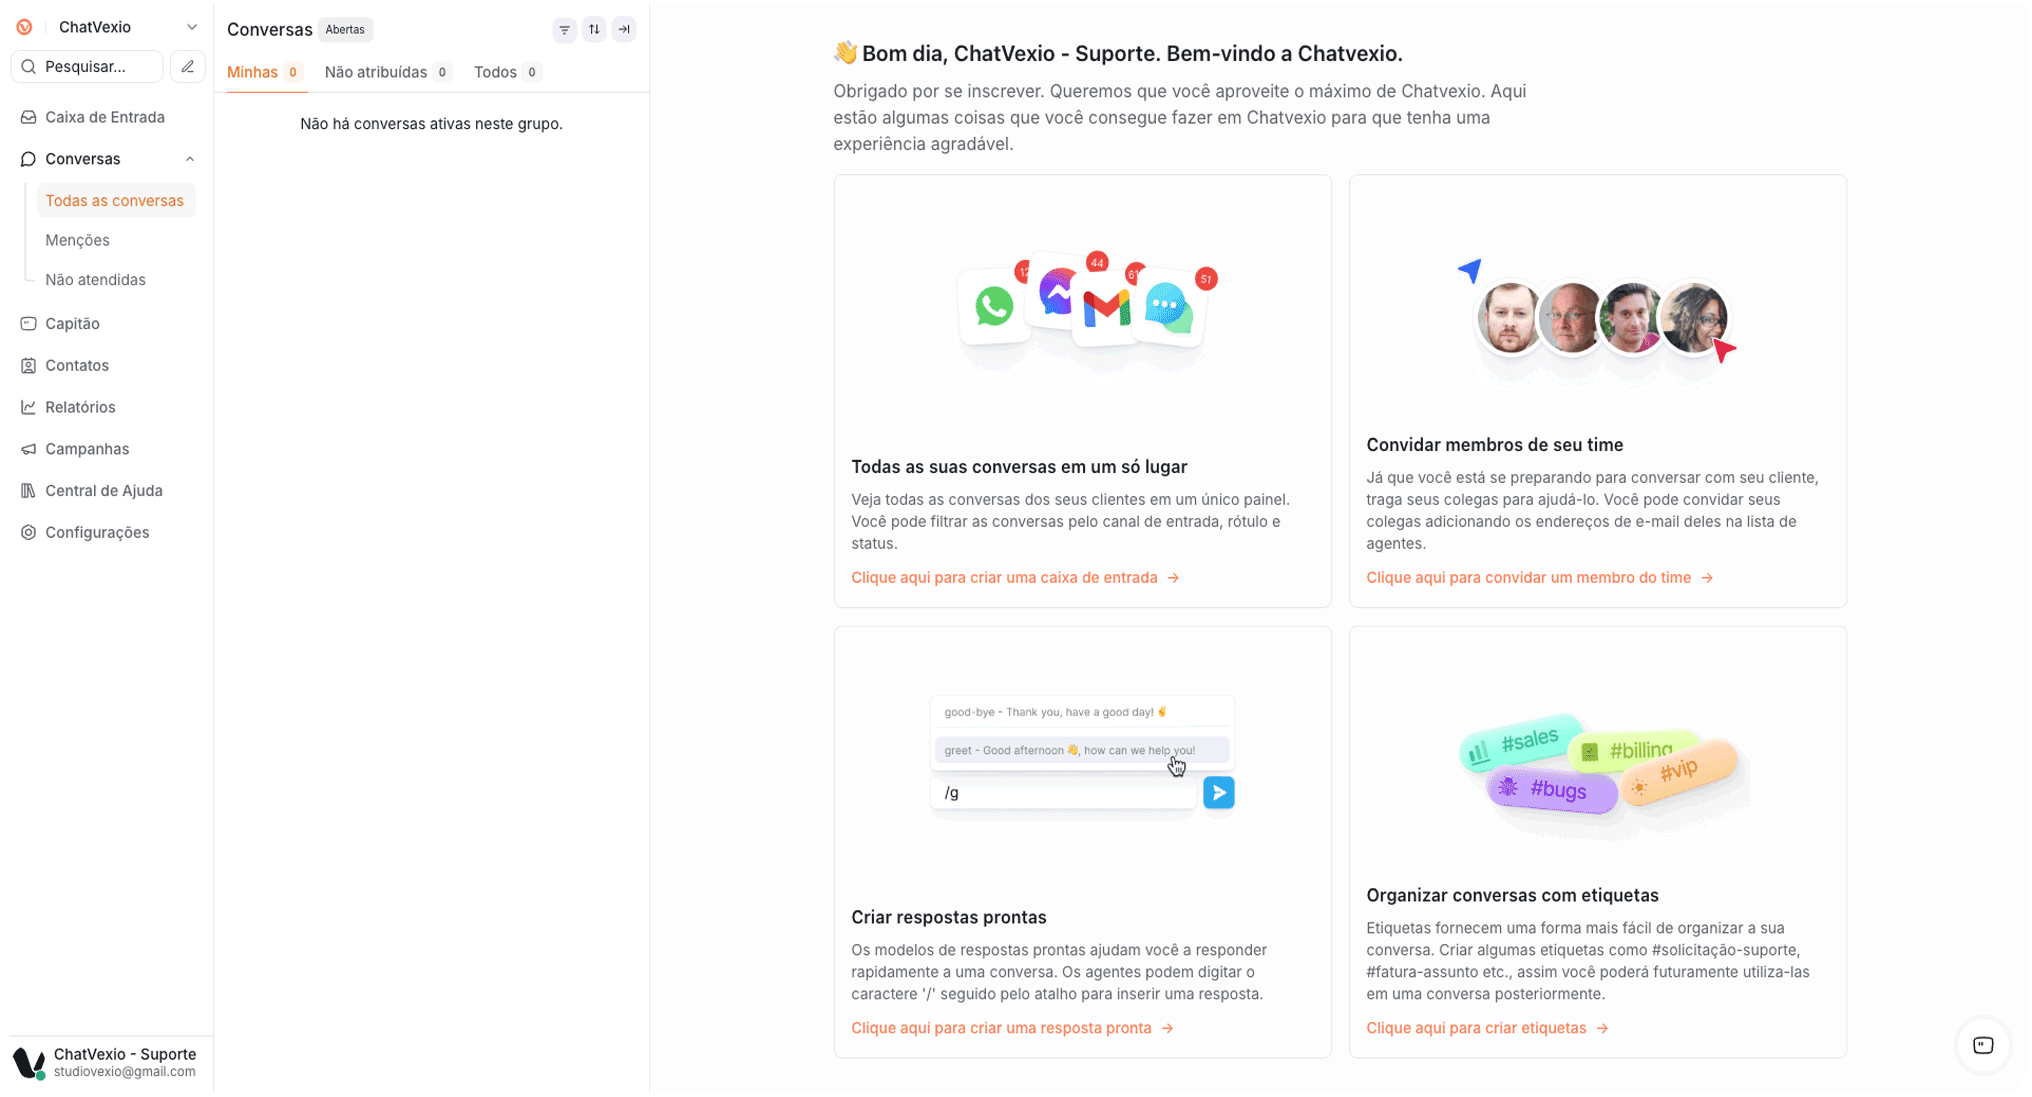 ChatVexio
Pesquisar...
Caixa de Entrada
Conversas
Todas as conversas
Menções
Não atendidas
Capitão
Contatos
Relatórios
Campanhas
Central de Ajuda
Configurações
ChatVexio - Suporte
studiovexio@gmail.com
Conversas Abertas
Minhas 0 Não atribuídas 0 Todos 0
Não há conversas ativas neste grupo.
👋 Bom dia, ChatVexio - Suporte. Bem-vindo a Chatvexio.
Obrigado por se inscrever. Queremos que você aproveite o máximo de Chatvexio. Aqui
estão algumas coisas que você consegue fazer em Chatvexio para que tenha uma
experiência agradável.
12 44 61 51
Todas as suas conversas em um só lugar
Veja todas as conversas dos seus clientes em um único painel.
Você pode filtrar as conversas pelo canal de entrada, rótulo e
status.
Clique aqui para criar uma caixa de entrada →
Convidar membros de seu time
Já que você está se preparando para conversar com seu cliente,
traga seus colegas para ajudá-lo. Você pode convidar seus
colegas adicionando os endereços de e-mail deles na lista de
agentes.
Clique aqui para convidar um membro do time →
good-bye - Thank you, have a good day! ✌
greet - Good afternoon 👋, how can we help you!
/g
Criar respostas prontas
Os modelos de respostas prontas ajudam você a responder
rapidamente a uma conversa. Os agentes podem digitar o
caractere '/' seguido pelo atalho para inserir uma resposta.
Clique aqui para criar uma resposta pronta →
#sales
#billing
#vip
#bugs
Organizar conversas com etiquetas
Etiquetas fornecem uma forma mais fácil de organizar a sua
conversa. Criar algumas etiquetas como #solicitação-suporte,
#fatura-assunto etc., assim você poderá futuramente utiliza-las
em uma conversa posteriormente.
Clique aqui para criar etiquetas →